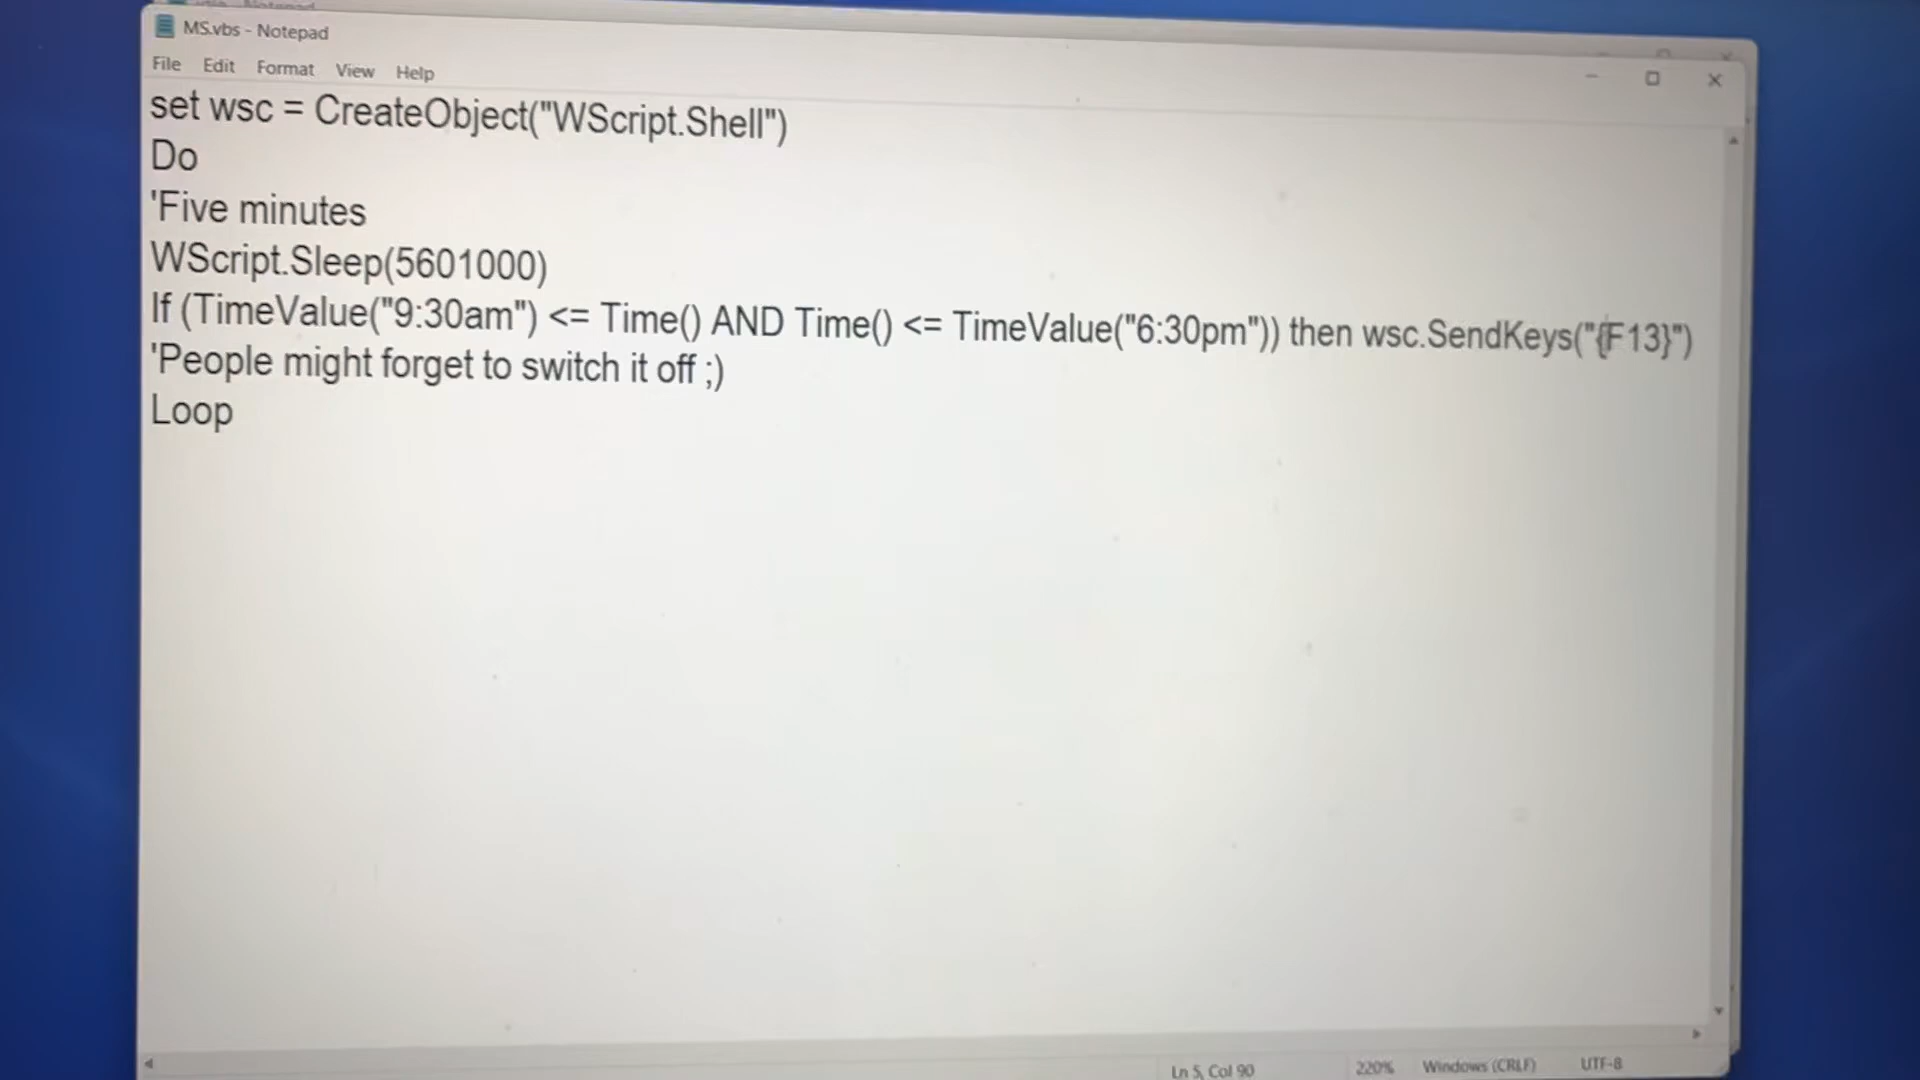 MS.vbs - Notepad
File Edit Format View Help
set wsc = CreateObject("WScript.Shell")
Do
'Five minutes
WScript.Sleep(5601000)
If (TimeValue("9:30am") <= Time() AND Time() <= TimeValue("6:30pm")) then wsc.SendKeys("{F13}")
'People might forget to switch it off ;)
Loop
Ln 5, Col 90 220% Windows (CRLF) UTF-8